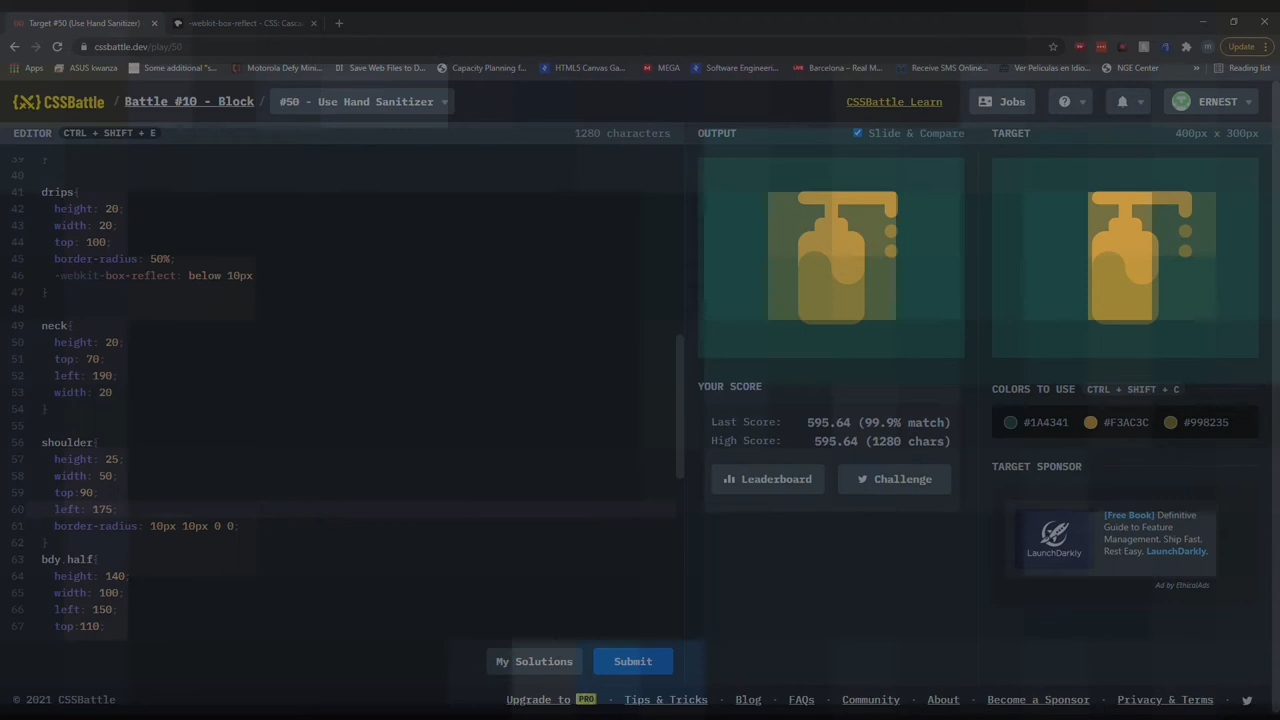 Target #50 (Use Hand Sanitizer)
-webkit-box-reflect - CSS: Casca
cssbattle.dev/play/50
Update
Apps
ASUS kwanza
Some additional "s...
Motorola Defy Mini...
Save Web Files to D...
Capacity Planning f...
HTML5 Canvas Ga...
MEGA
Software Engineeri...
Barcelona – Real M...
Receive SMS Online...
Ver Peliculas en Idio...
NGE Center
»
Reading list
CSSBattle
/ Battle #10 - Block /
#50 - Use Hand Sanitizer
CSSBattle Learn
Jobs
ERNEST
EDITOR CTRL + SHIFT + E
1280 characters
OUTPUT
Slide & Compare
TARGET
400px x 300px
39 }
40
41 drips{
42 height: 20;
43 width: 20;
44 top: 100;
45 border-radius: 50%;
46 -webkit-box-reflect: below 10px
47 }
48
49 neck{
50 height: 20;
51 top: 70;
52 left: 190;
53 width: 20
54 }
55
56 shoulder{
57 height: 25;
58 width: 50;
59 top:90;
60 left: 175;
61 border-radius: 10px 10px 0 0;
62 }
63 bdy,half{
64 height: 140;
65 width: 100;
66 left: 150;
67 top:110;
YOUR SCORE
Last Score: 595.64 (99.9% match)
High Score: 595.64 (1280 chars)
Leaderboard
Challenge
COLORS TO USE CTRL + SHIFT + C
#1A4341
#F3AC3C
#998235
TARGET SPONSOR
LaunchDarkly
[Free Book] Definitive
Guide to Feature
Management. Ship Fast.
Rest Easy. LaunchDarkly.
Ad by EthicalAds
My Solutions
Submit
© 2021 CSSBattle
Upgrade to PRO · Tips & Tricks · Blog · FAQs · Community · About · Become a Sponsor · Privacy & Terms ·